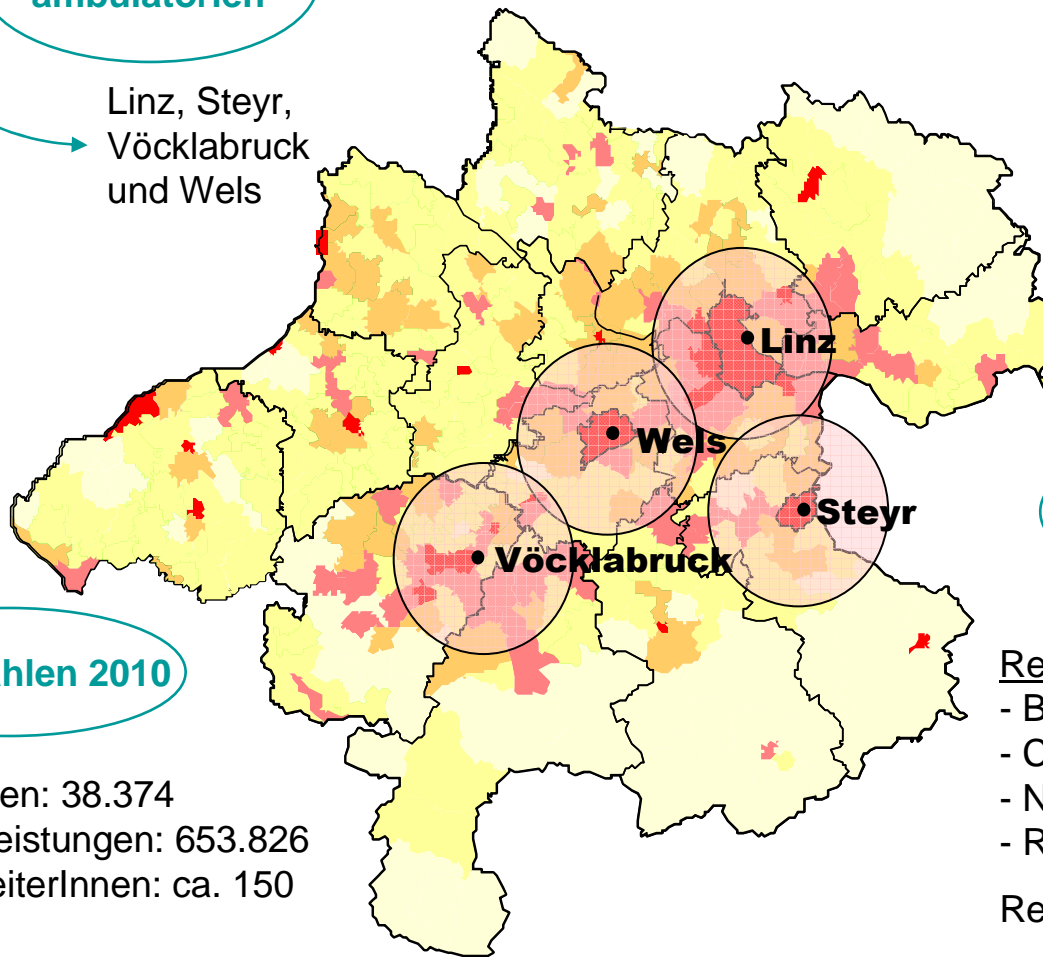 ambulatorien
Linz, Steyr,
Vöcklabruck
und Wels
Linz
Wels
Steyr
Vöcklabruck
hlen 2010
en: 38.374
eistungen: 653.826
eiterInnen: ca. 150
Re
- B
- C
- N
- R
Re